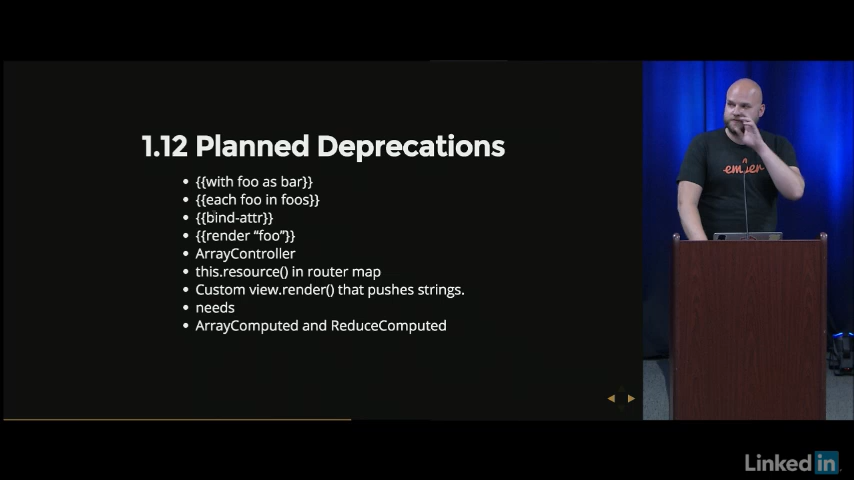 1.12 Planned Deprecations
• {{with foo as bar}}
• {{each foo in foos}}
• {{bind-attr}}
• {{render “foo”}}
• ArrayController
• this.resource() in router map
• Custom view.render() that pushes strings.
• needs
• ArrayComputed and ReduceComputed
ember
Linked in.